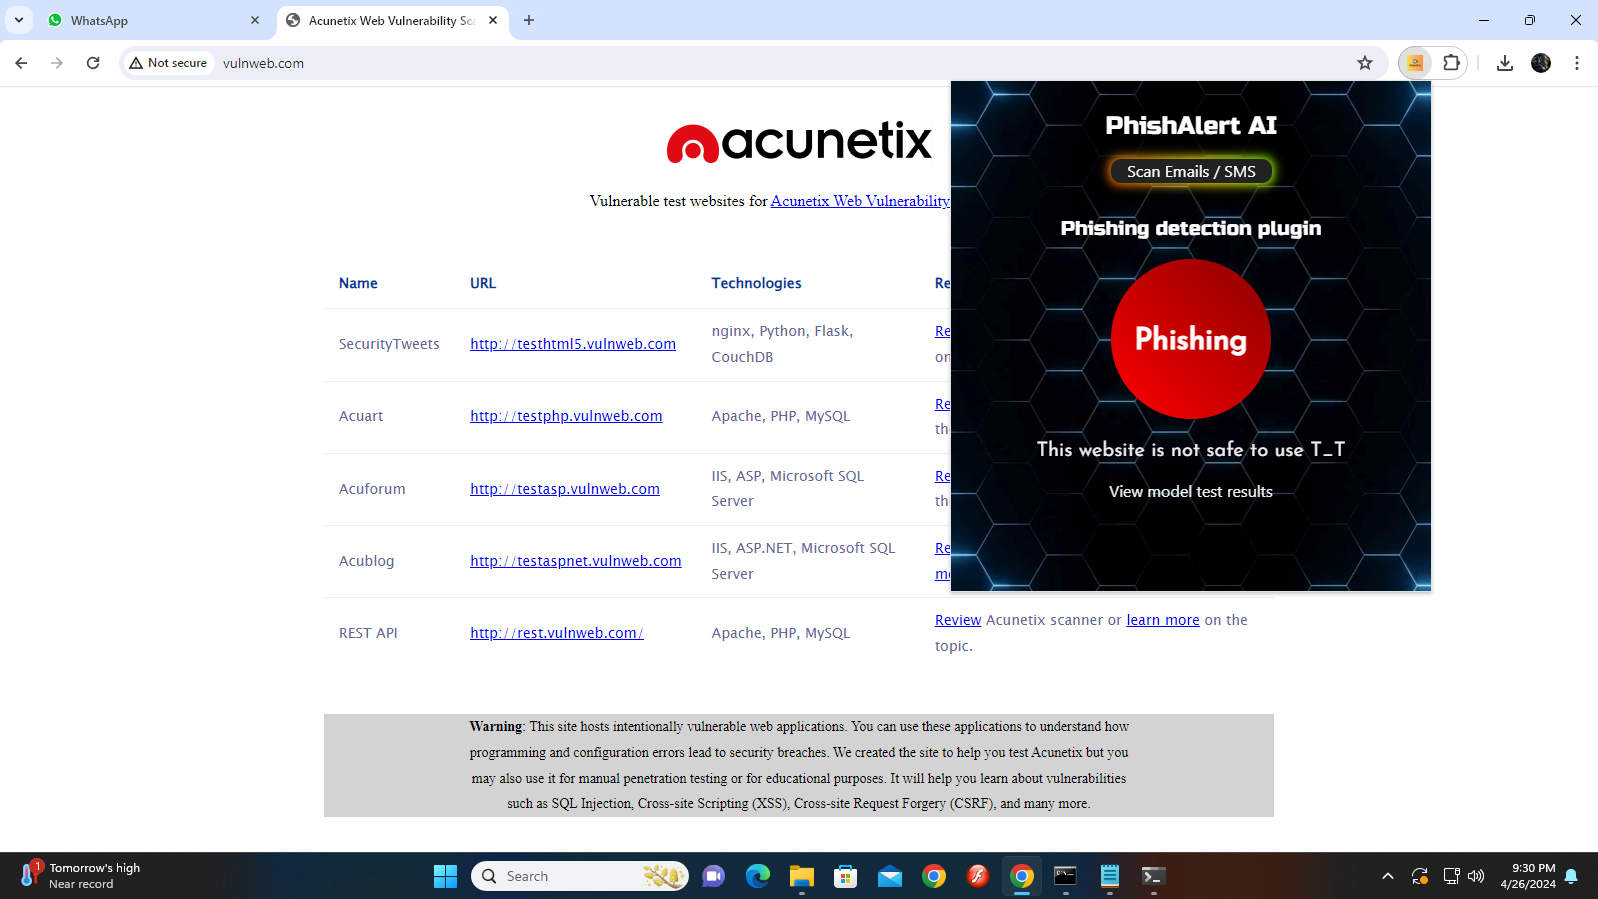 WhatsApp
Acunetix Web Vulnerability Sc
Not secure
vulnweb.com
acunetix
Vulnerable test websites for Acunetix Web Vulnerability
Name URL Technologies Re
SecurityTweets http://testhtml5.vulnweb.com nginx, Python, Flask, CouchDB Re on
Acuart http://testphp.vulnweb.com Apache, PHP, MySQL Re th
Acuforum http://testasp.vulnweb.com IIS, ASP, Microsoft SQL Server Re th
Acublog http://testaspnet.vulnweb.com IIS, ASP.NET, Microsoft SQL Server Re m
REST API http://rest.vulnweb.com/ Apache, PHP, MySQL Review Acunetix scanner or learn more on the topic.
PhishAlert AI
Scan Emails / SMS
Phishing detection plugin
Phishing
This website is not safe to use T_T
View model test results
Warning: This site hosts intentionally vulnerable web applications. You can use these applications to understand how
programming and configuration errors lead to security breaches. We created the site to help you test Acunetix but you
may also use it for manual penetration testing or for educational purposes. It will help you learn about vulnerabilities
such as SQL Injection, Cross-site Scripting (XSS), Cross-site Request Forgery (CSRF), and many more.
1
Tomorrow's high
Near record
Search
9:30 PM
4/26/2024